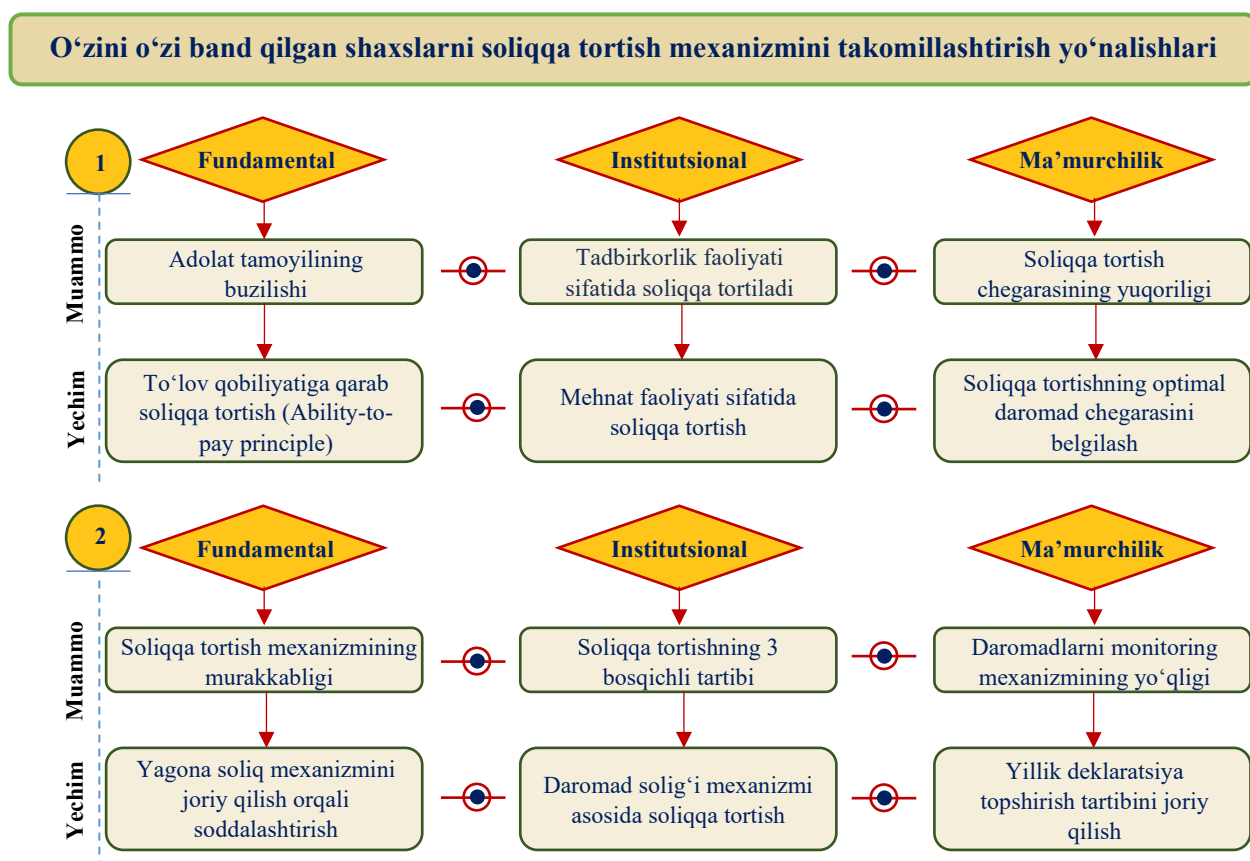 O‘zini o‘zi band qilgan shaxslarni soliqqa tortish mexanizmini takomillashtirish yo‘nalishlari
1
Fundamental
Institutsional
Ma’murchilik
Muammo
Adolat tamoyilining
buzilishi
Tadbirkorlik faoliyati
sifatida soliqqa tortiladi
Soliqqa tortish
chegarasining yuqoriligi
Yechim
To‘lov qobiliyatiga qarab
soliqqa tortish (Ability-to-
pay principle)
Mehnat faoliyati sifatida
soliqqa tortish
Soliqqa tortishning optimal
daromad chegarasini
belgilash
2
Fundamental
Institutsional
Ma’murchilik
Muammo
Soliqqa tortish mexanizmining
murakkabligi
Soliqqa tortishning 3
bosqichli tartibi
Daromadlarni monitoring
mexanizmining yo‘qligi
Yechim
Yagona soliq mexanizmini
joriy qilish orqali
soddalashtirish
Daromad solig‘i mexanizmi
asosida soliqqa tortish
Yillik deklaratsiya
topshirish tartibini joriy
qilish